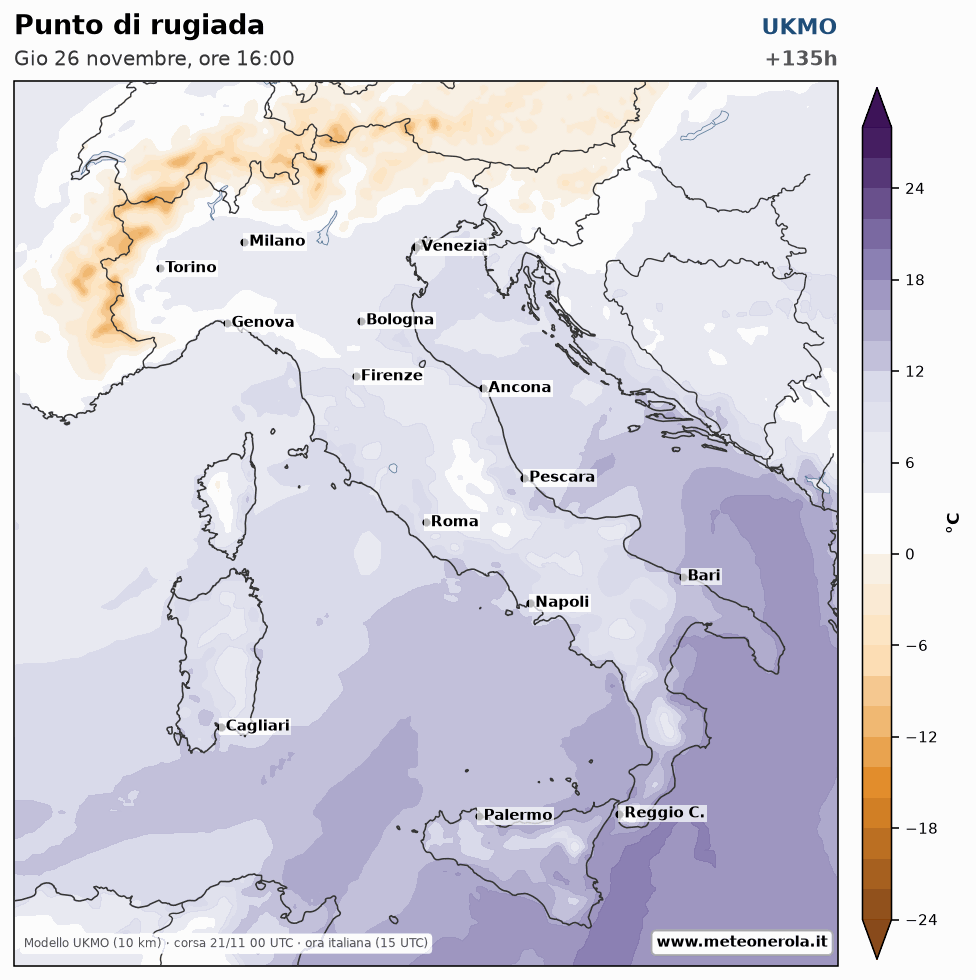 Punto di rugiada
UKMO
Gio 26 novembre, ore 16:00
+135h
Milano
Venezia
Torino
Genova
Bologna
Firenze
Ancona
Pescara
Roma
Bari
Napoli
Cagliari
Palermo
Reggio C.
24
18
12
6
0
−6
−12
−18
−24
°C
Modello UKMO (10 km) · corsa 21/11 00 UTC · ora italiana (15 UTC)
www.meteonerola.it